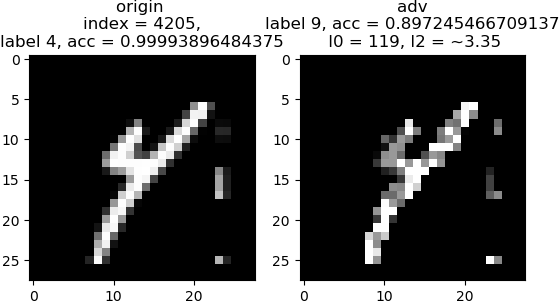 origin
index = 4205,
label 4, acc = 0.99993896484375
0
5
10
15
20
25
0
10
20
adv
label 9, acc = 0.897245466709137
l0 = 119, l2 = ~3.35
0
5
10
15
20
25
0
20